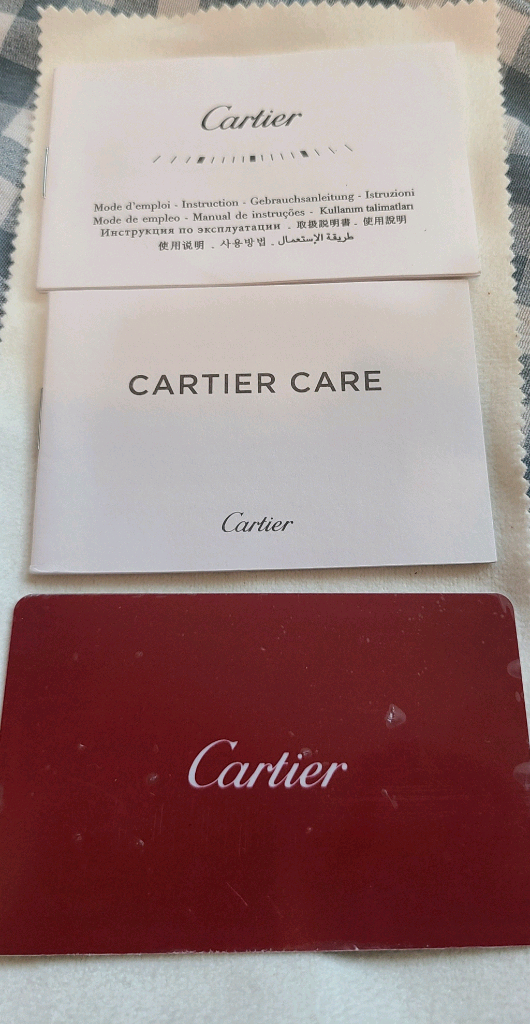 Cartier
Mode d'emploi - Instruction - Gebrauchsanleitung - Istruzioni
Mode de empleo - Manual de instruções - Kullanım talimatları
Инструкция по эксплуатации - 取扱説明書 - 使用說明
使用说明 - 사용방법 - طريقة الإستعمال
CARTIER CARE
Cartier
Cartier